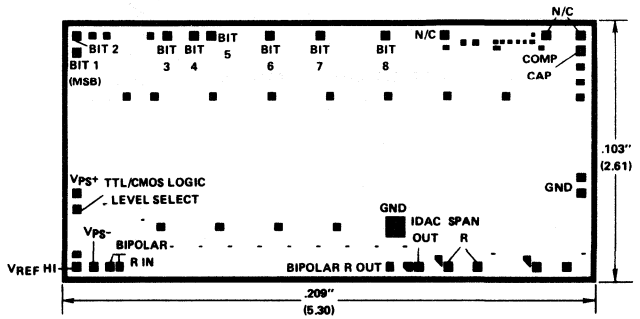 N/C
BIT 2
BIT 1
(MSB)
BIT
3
BIT
4
BIT
5
BIT
6
BIT
7
BIT
8
N/C
COMP
CAP
.103"
(2.61)
VPS+
TTL/CMOS LOGIC
LEVEL SELECT
GND
GND
VPS-
BIPOLAR
R IN
IDAC
OUT
SPAN
R
VREF HI
BIPOLAR R OUT
.209"
(5.30)